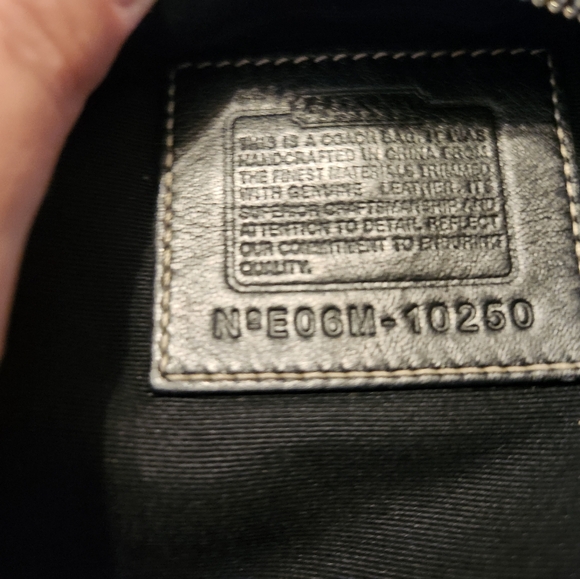 THIS IS A COACH BAG. IT WAS
HANDCRAFTED IN CHINA FROM
THE FINEST MATERIALS TRIMMED
WITH GENUINE LEATHER. ITS
SUPERIOR CRAFTSMANSHIP AND
ATTENTION TO DETAIL REFLECT
OUR COMMITMENT TO ENDURING
QUALITY.
NºE06M-10250